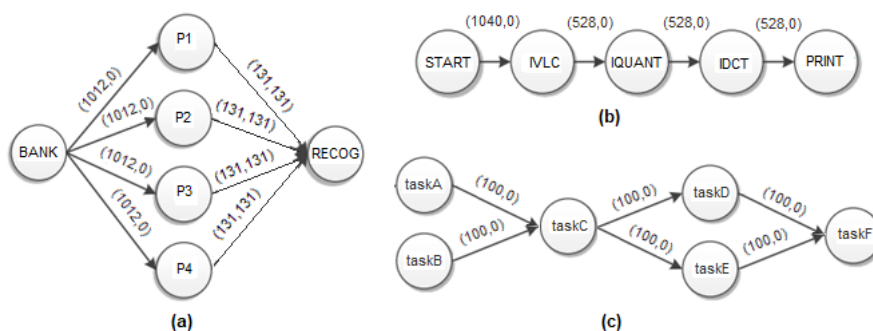 P1
(1012,0)
(131,131)
P2
(1012,0)
(131,131)
BANK
RECOG
(1012,0)
(131,131)
P3
(1012,0)
(131,131)
P4
(a)
(1040,0)
(528,0)
(528,0)
(528,0)
START
IVLC
IQUANT
IDCT
PRINT
(b)
taskA
(100,0)
(100,0)
taskD
(100,0)
taskC
taskF
taskB
(100,0)
(100,0)
taskE
(100,0)
(c)